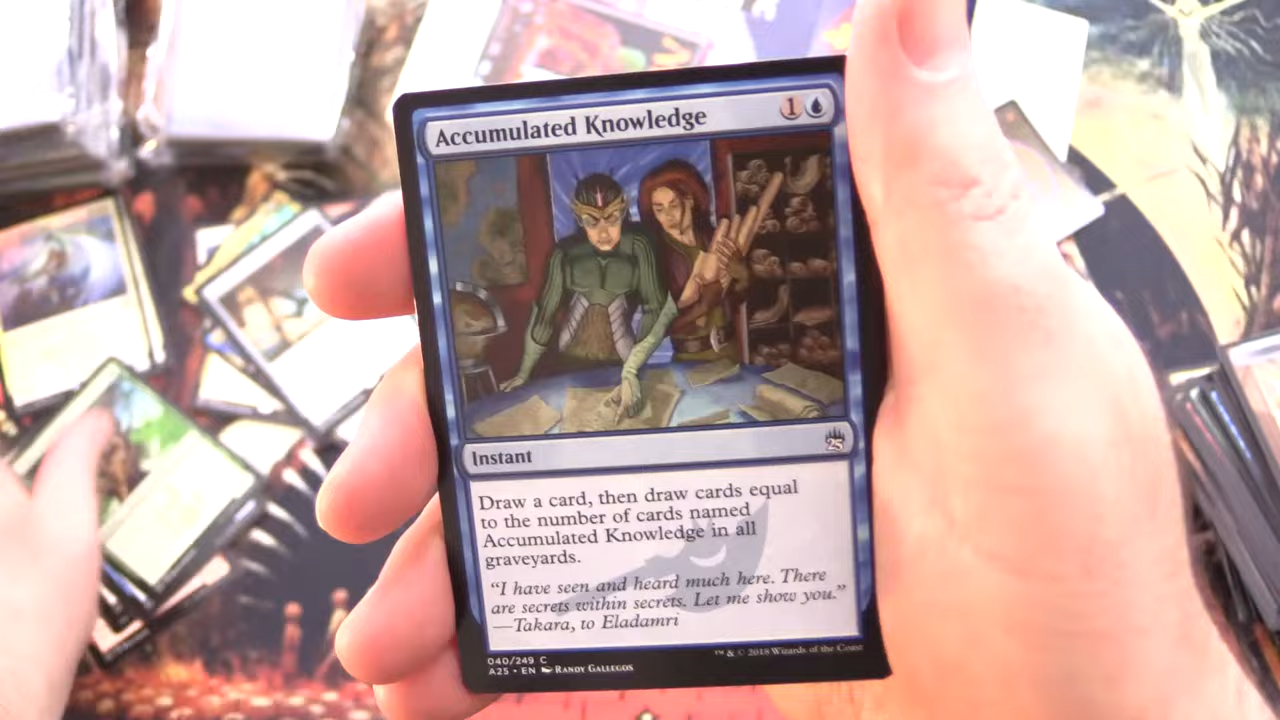 Accumulated Knowledge 1
Instant 25
Draw a card, then draw cards equal
to the number of cards named
Accumulated Knowledge in all
graveyards.
“I have seen and heard much here. There
are secrets within secrets. Let me show you.”
—Takara, to Eladamri
040/249 C
A25 • EN Randy Gallegos
™ & © 2018 Wizards of the Coast